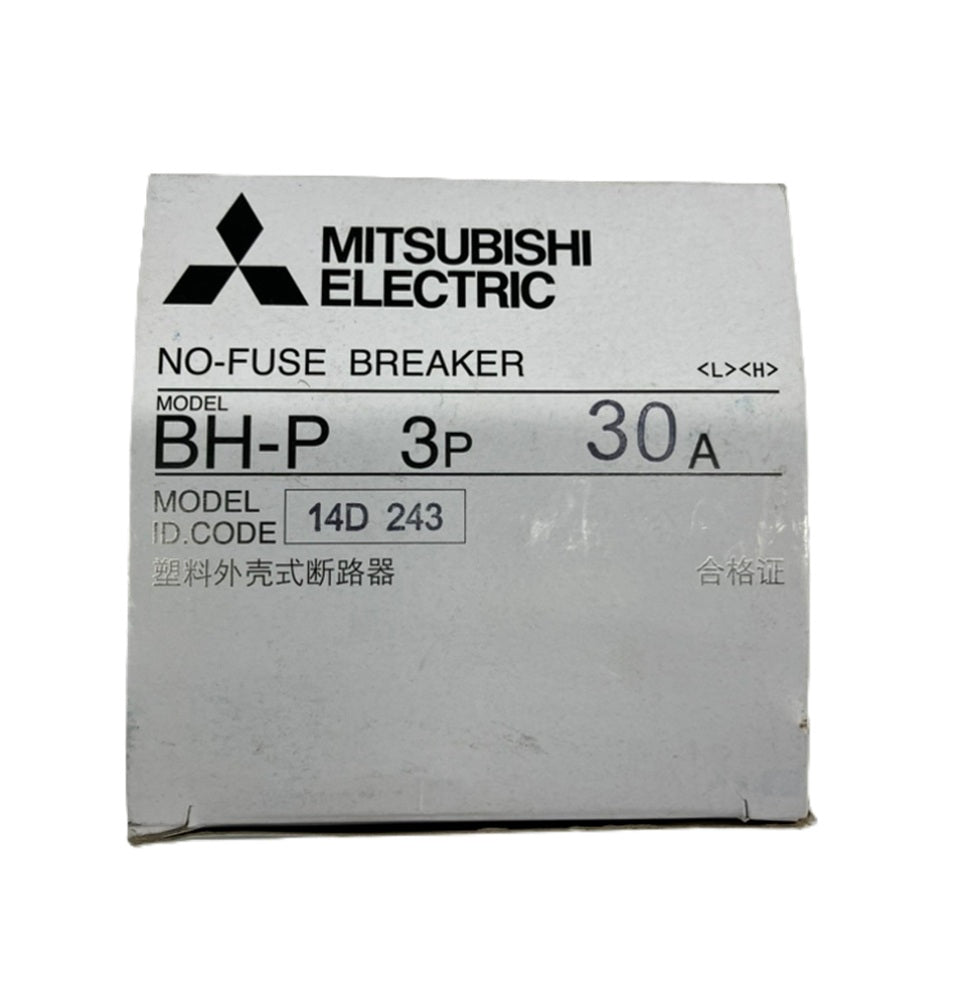 MITSUBISHI
ELECTRIC
NO-FUSE BREAKER <L><H>
MODEL
BH-P 3P 30A
MODEL
ID.CODE 14D 243
塑料外壳式断路器 合格证